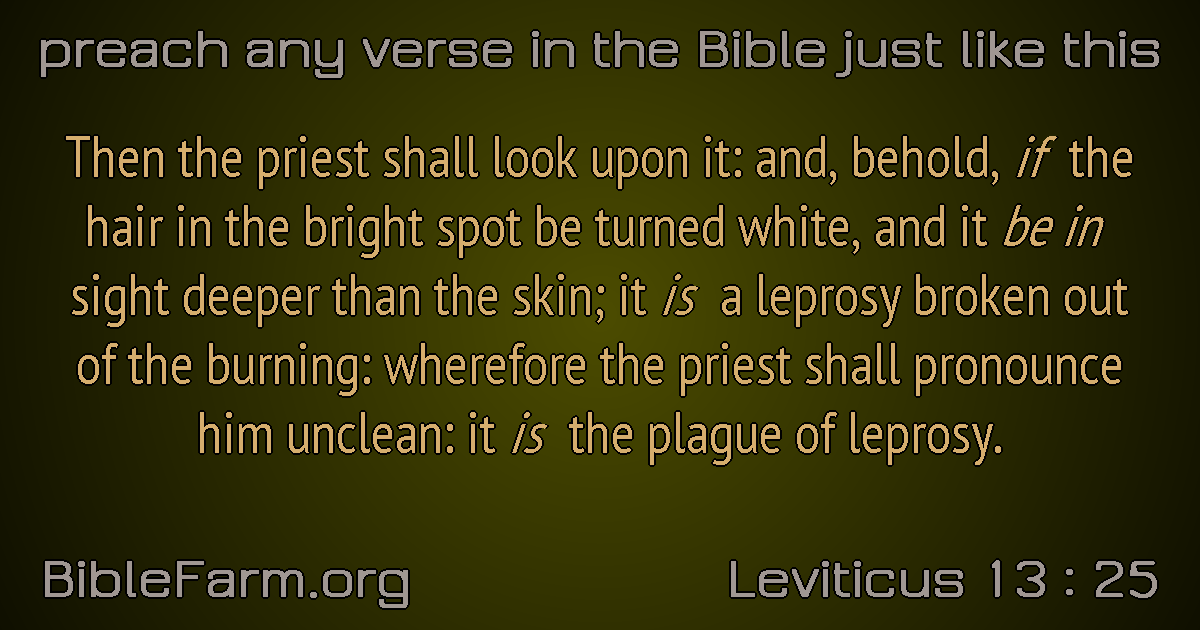 preach any verse in the Bible just like this
Then the priest shall look upon it: and, behold, if the
hair in the bright spot be turned white, and it be in
sight deeper than the skin; it is a leprosy broken out
of the burning: wherefore the priest shall pronounce
him unclean: it is the plague of leprosy.
BibleFarm.org
Leviticus 13 : 25